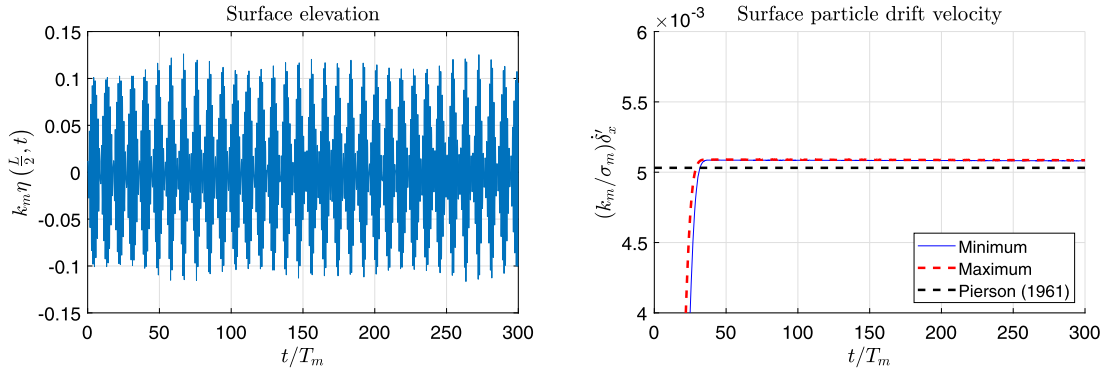 Surface elevation
0.15
0.1
0.05
0
-0.05
-0.1
-0.15
k_m η (L/2, t)
0 50 100 150 200 250 300
t/T_m
Surface particle drift velocity
×10⁻³
6
5.5
5
4.5
4
(k_m/σ_m)δ̇′_x
Minimum
Maximum
Pierson (1961)
0 50 100 150 200 250 300
t/T_m